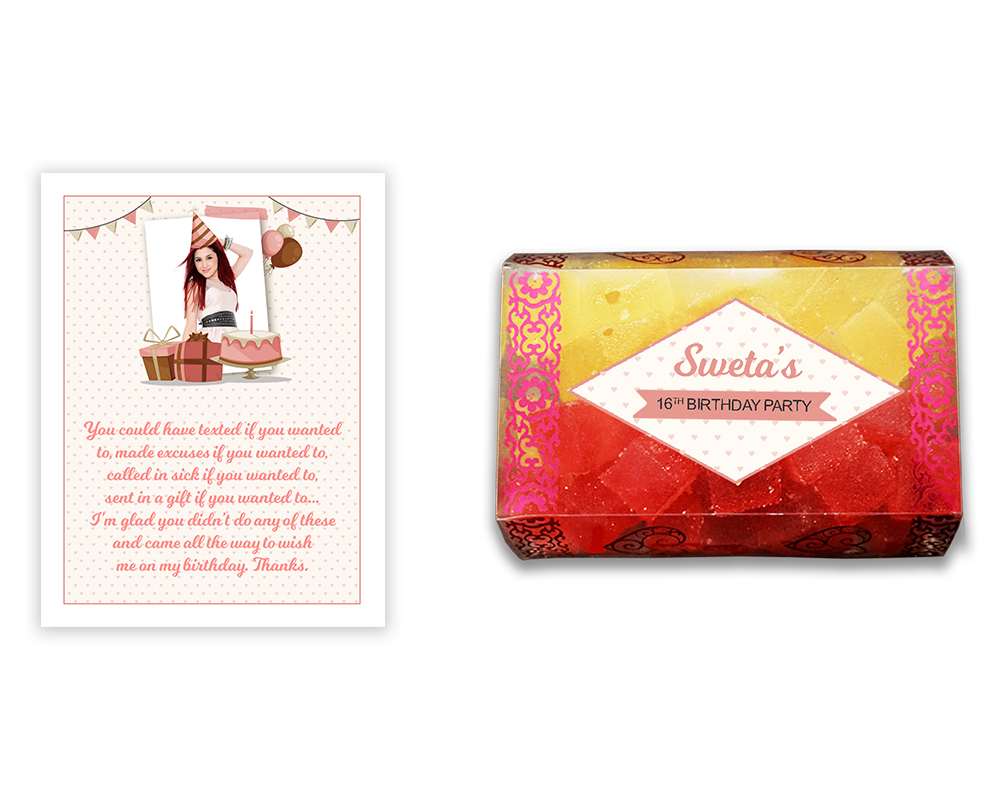 You could have texted if you wanted
to, made excuses if you wanted to,
called in sick if you wanted to,
sent in a gift if you wanted to...
I'm glad you didn't do any of these
and came all the way to wish
me on my birthday. Thanks.
Sweta's
16TH BIRTHDAY PARTY